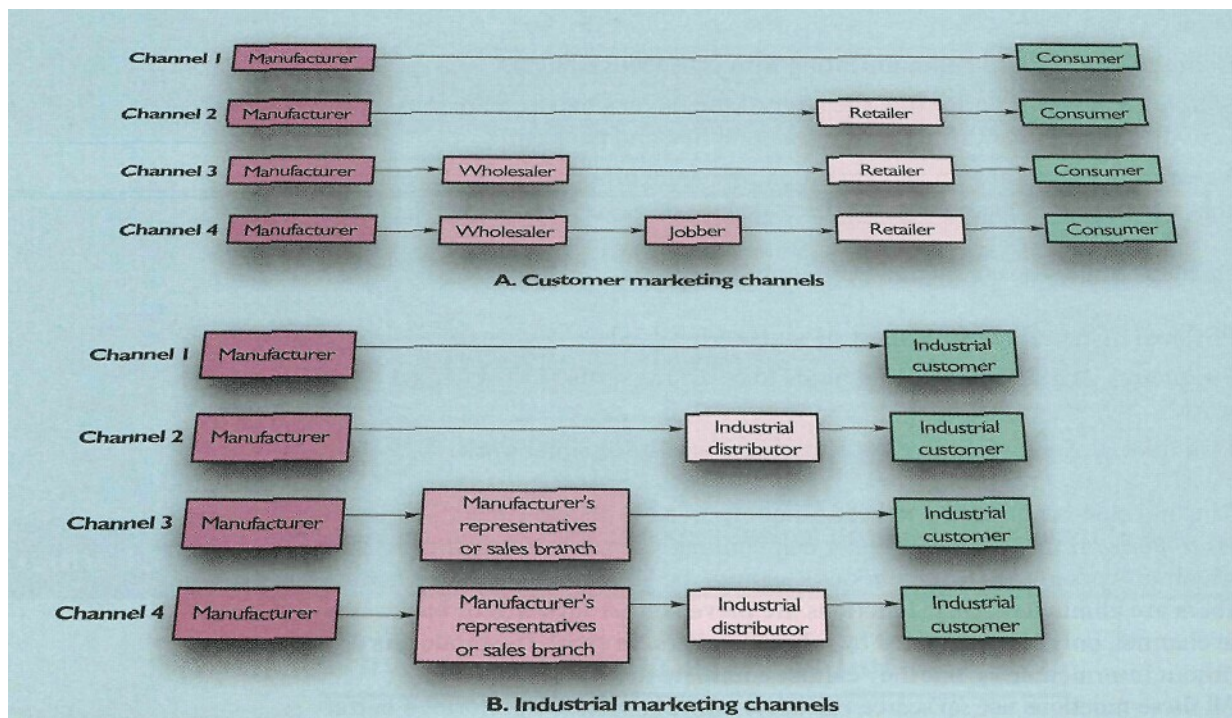 Channel 1 Manufacturer Consumer
Channel 2 Manufacturer Retailer Consumer
Channel 3 Manufacturer Wholesaler Retailer Consumer
Channel 4 Manufacturer Wholesaler Jobber Retailer Consumer
A. Customer marketing channels
Channel 1 Manufacturer Industrial
customer
Channel 2 Manufacturer Industrial
distributor Industrial
customer
Channel 3 Manufacturer Manufacturer's
representatives
or sales branch Industrial
customer
Channel 4 Manufacturer Manufacturer's
representatives
or sales branch Industrial
distributor Industrial
customer
B. Industrial marketing channels